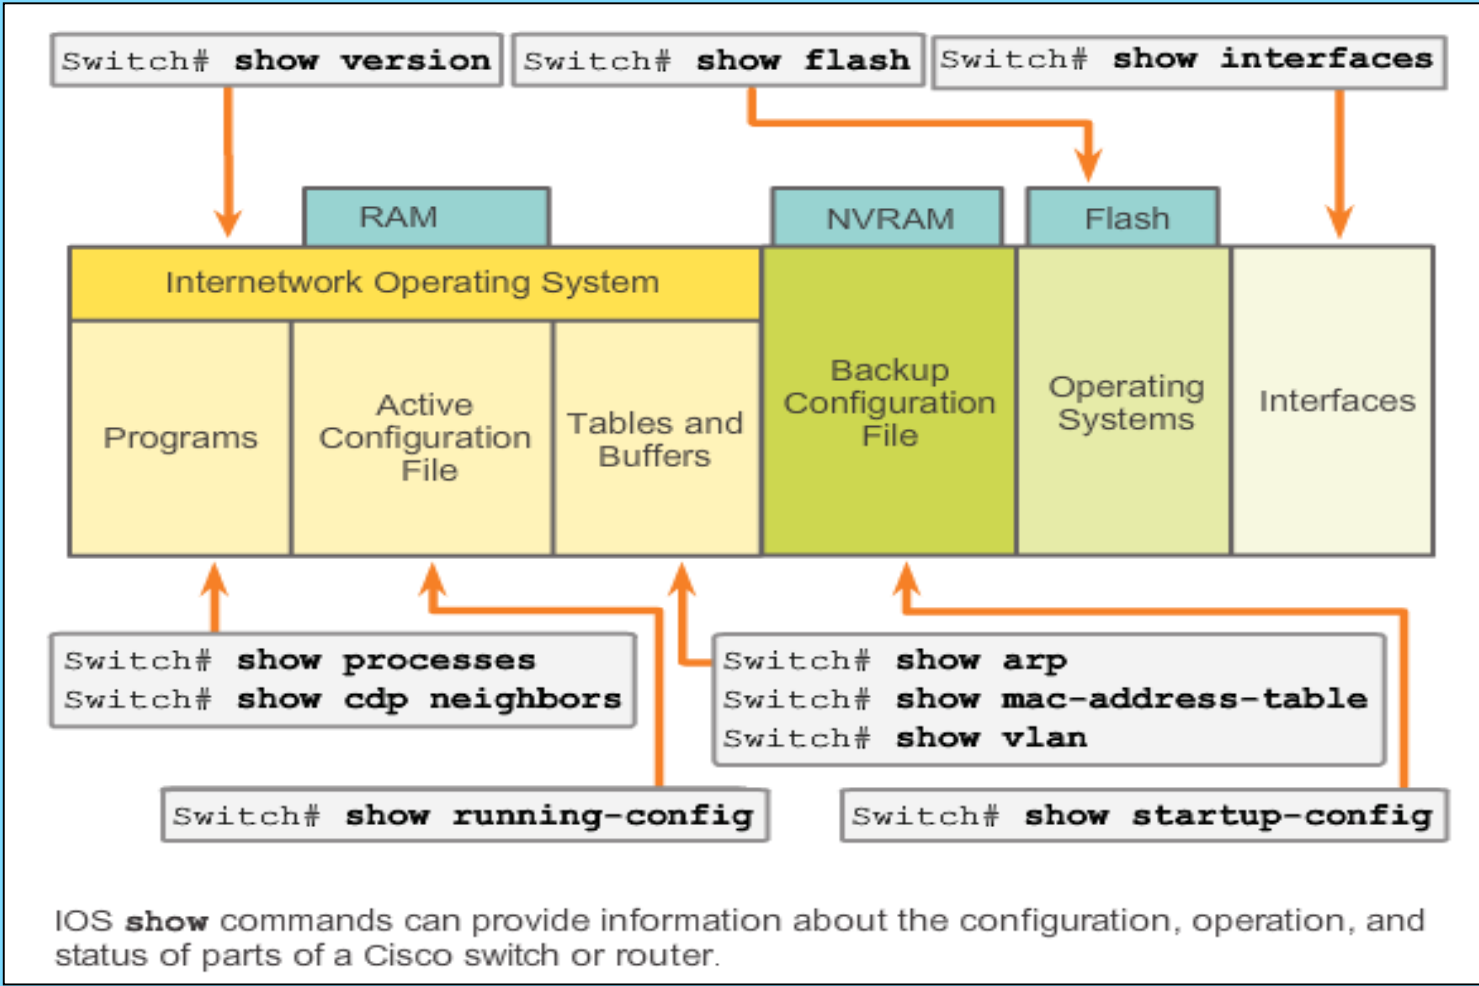 Switch# show version
Switch# show flash
Switch# show interfaces
RAM
NVRAM
Flash
Internetwork Operating System
Programs
Active
Configuration
File
Tables and
Buffers
Backup
Configuration
File
Operating
Systems
Interfaces
Switch# show processes
Switch# show cdp neighbors
Switch# show arp
Switch# show mac-address-table
Switch# show vlan
Switch# show running-config
Switch# show startup-config
IOS show commands can provide information about the configuration, operation, and
status of parts of a Cisco switch or router.